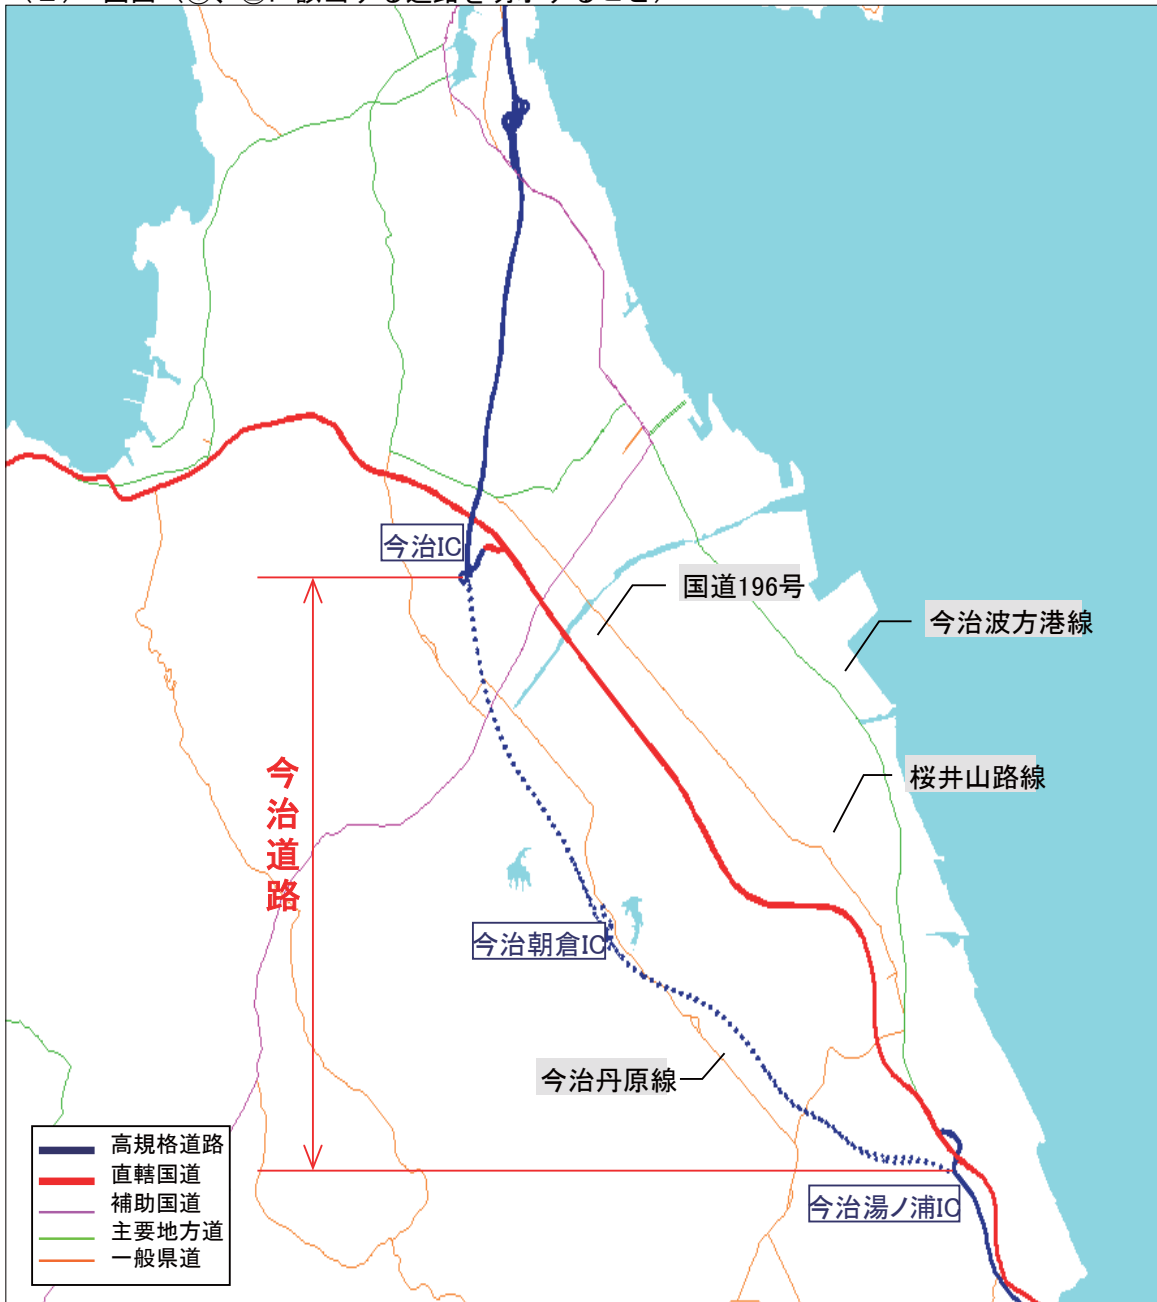 今治IC
国道196号
今治波方港線
今治道路
桜井山路線
今治朝倉IC
今治丹原線
今治湯ノ浦IC
高規格道路
直轄国道
補助国道
主要地方道
一般県道